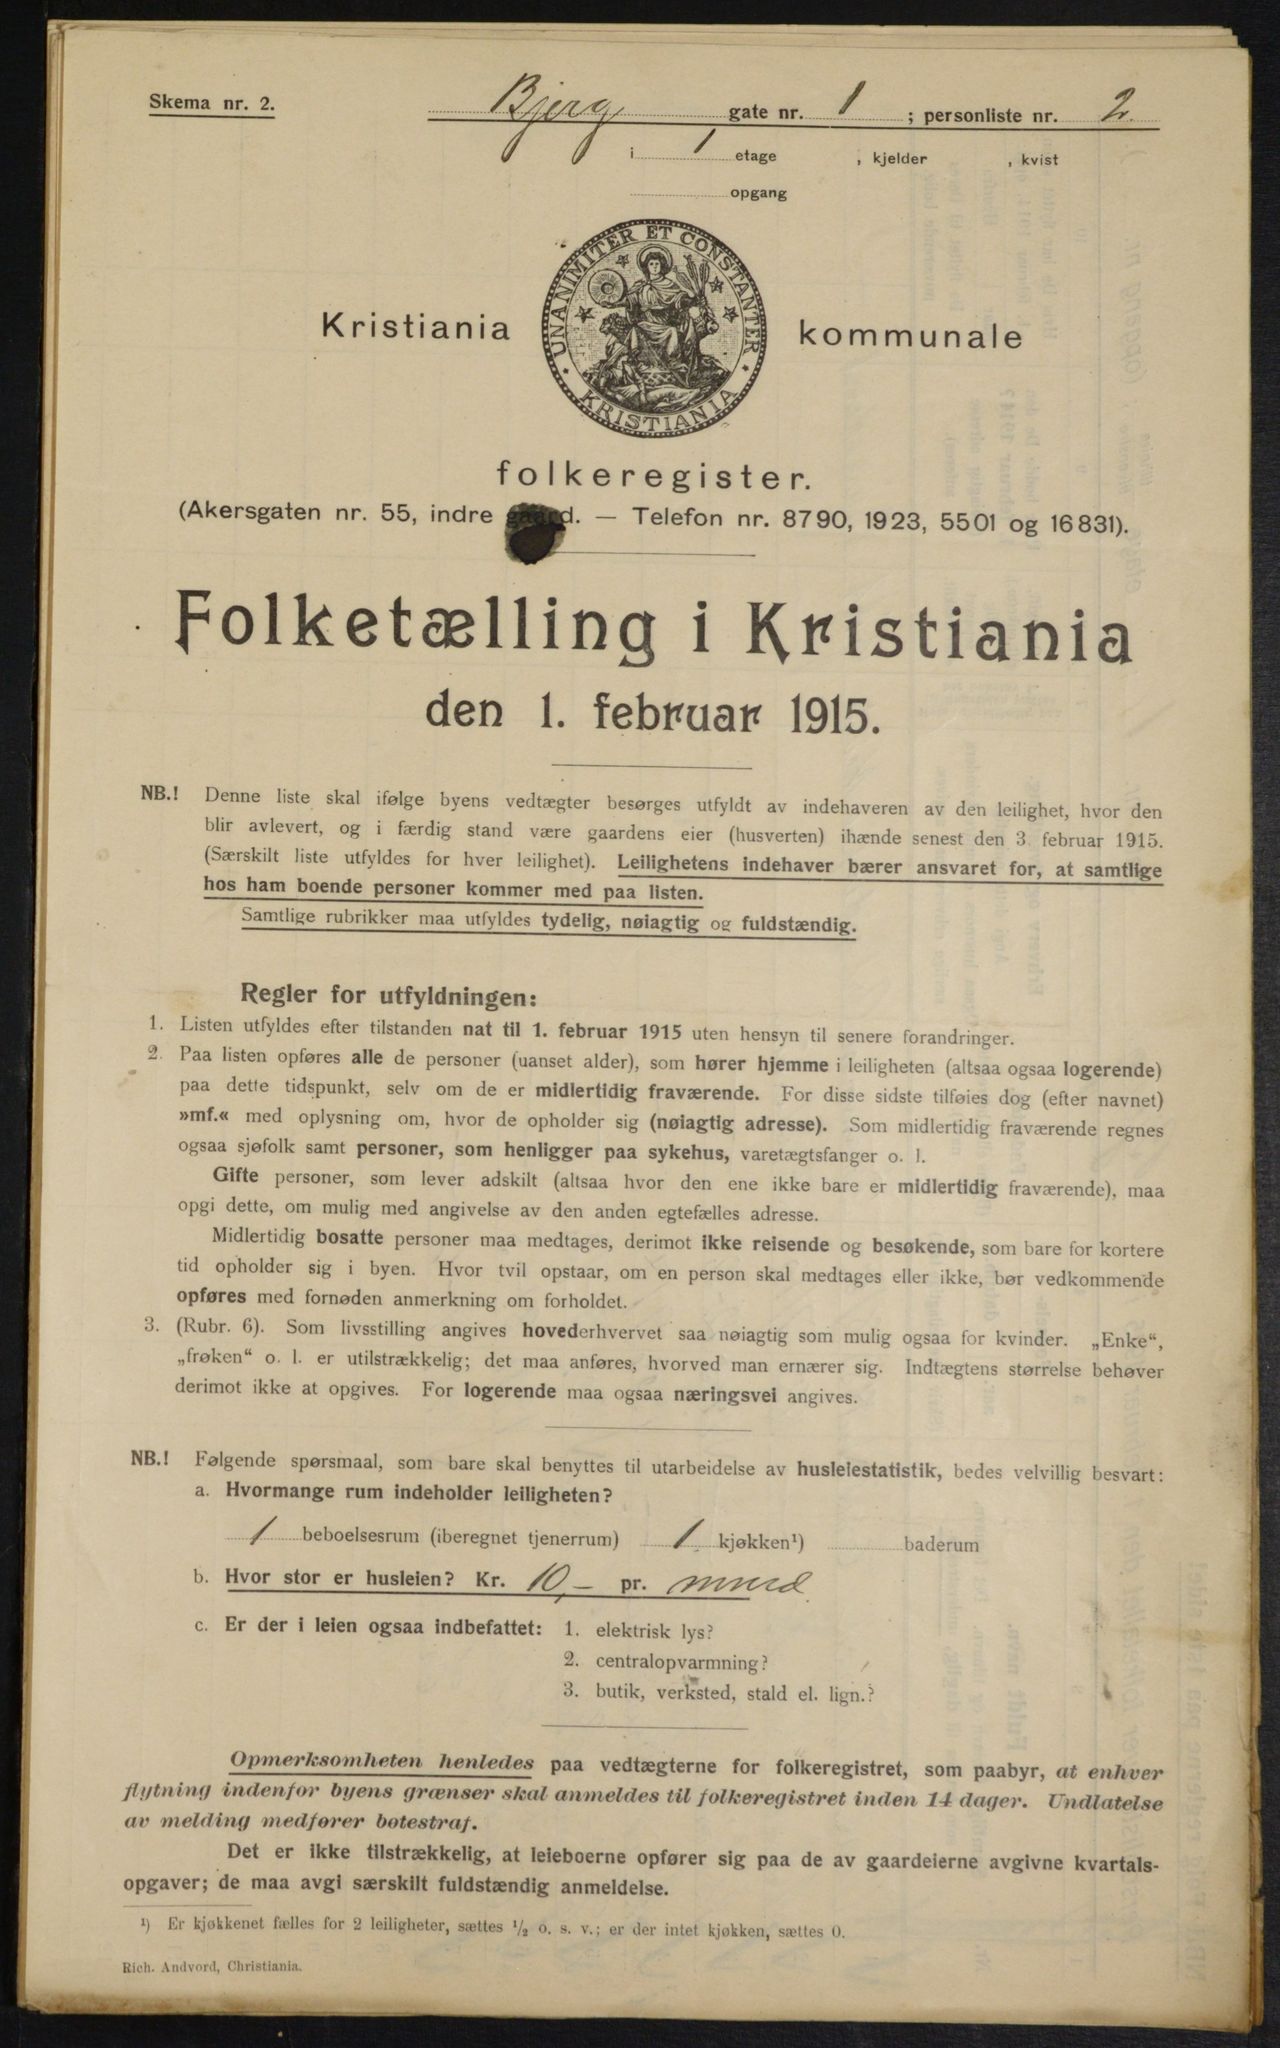 Skema nr. 2.
Bjerg gate nr. 1; personliste nr. 2.
i 1 etage , kjelder , kvist
opgang
UNANIMITER ET CONSTANTER
KRISTIANIA
Kristiania kommunale
folkeregister.
(Akersgaten nr. 55, indre gaard. — Telefon nr. 8790, 1923, 5501 og 16831).
Folketælling i Kristiania
den 1. februar 1915.
NB.! Denne liste skal ifølge byens vedtægter besørges utfyldt av indehaveren av den leilighet, hvor den
blir avlevert, og i færdig stand være gaardens eier (husverten) ihænde senest den 3. februar 1915.
(Særskilt liste utfyldes for hver leilighet). Leilighetens indehaver bærer ansvaret for, at samtlige
hos ham boende personer kommer med paa listen.
Samtlige rubrikker maa utfyldes tydelig, nøiagtig og fuldstændig.
Regler for utfyldningen:
1. Listen utfyldes efter tilstanden nat til 1. februar 1915 uten hensyn til senere forandringer.
2. Paa listen opføres alle de personer (uanset alder), som hører hjemme i leiligheten (altsaa ogsaa logerende)
paa dette tidspunkt, selv om de er midlertidig fraværende. For disse sidste tilføies dog (efter navnet)
»mf.« med oplysning om, hvor de opholder sig (nøiagtig adresse). Som midlertidig fraværende regnes
ogsaa sjøfolk samt personer, som henligger paa sykehus, varetægtsfanger o. l.
Gifte personer, som lever adskilt (altsaa hvor den ene ikke bare er midlertidig fraværende), maa
opgi dette, om mulig med angivelse av den anden egtefælles adresse.
Midlertidig bosatte personer maa medtages, derimot ikke reisende og besøkende, som bare for kortere
tid opholder sig i byen. Hvor tvil opstaar, om en person skal medtages eller ikke, bør vedkommende
opføres med fornøden anmerkning om forholdet.
3. (Rubr. 6). Som livsstilling angives hovederhvervet saa nøiagtig som mulig ogsaa for kvinder. „Enke“,
„frøken“ o. l. er utilstrækkelig; det maa anføres, hvorved man ernærer sig. Indtægtens størrelse behøver
derimot ikke at opgives. For logerende maa ogsaa næringsvei angives.
NB.! Følgende spørsmaal, som bare skal benyttes til utarbeidelse av husleiestatistik, bedes velvillig besvart:
a. Hvormange rum indeholder leiligheten?
1 beboelsesrum (iberegnet tjenerrum) 1 kjøkken¹) baderum
b. Hvor stor er husleien? Kr. 10,- pr.
c. Er der i leien ogsaa indbefattet: 1. elektrisk lys?
2. centralopvarmning?
3. butik, verksted, stald el. lign.?
Opmerksomheten henledes paa vedtægterne for folkeregistret, som paabyr, at enhver
flytning indenfor byens grænser skal anmeldes til folkeregistret inden 14 dager. Undlatelse
av melding medfører bøtestraf.
Det er ikke tilstrækkelig, at leieboerne opfører sig paa de av gaardeierne avgivne kvartals-
opgaver; de maa avgi særskilt fuldstændig anmeldelse.
¹) Er kjøkkenet fælles for 2 leiligheter, sættes ½ o. s. v.; er der intet kjøkken, sættes 0.
Rich. Andvord, Christiania.